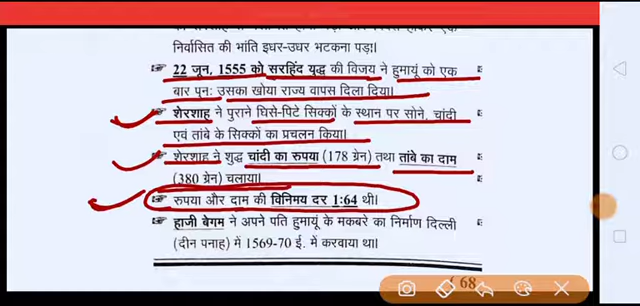 निर्वासित की भांति इधर-उधर भटकना पड़ा।
☞ 22 जून, 1555 को सरहिंद युद्ध की विजय ने हुमायूं को एक
बार पुनः उसका खोया राज्य वापस दिला दिया।
☞ शेरशाह ने पुराने घिसे-पिटे सिक्कों के स्थान पर सोने, चांदी
एवं तांबे के सिक्कों का प्रचलन किया।
☞ शेरशाह ने शुद्ध चांदी का रुपया (178 ग्रेन) तथा तांबे का दाम
(380 ग्रेन) चलाया।
☞ रुपया और दाम की विनिमय दर 1:64 थी।
☞ हाजी बेगम ने अपने पति हुमायूं के मकबरे का निर्माण दिल्ली
(दीन पनाह) में 1569-70 ई. में करवाया था।
68